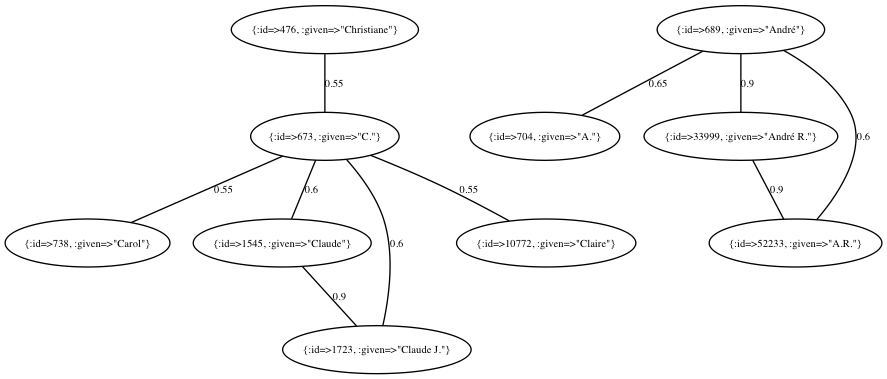 {:id=>476, :given=>"Christiane"}
{:id=>689, :given=>"André"}
0.55
0.65
0.9
{:id=>673, :given=>"C."}
{:id=>704, :given=>"A."}
{:id=>33999, :given=>"André R."}
0.6
0.55
0.6
0.55
0.9
{:id=>738, :given=>"Carol"}
{:id=>1545, :given=>"Claude"}
0.6
{:id=>10772, :given=>"Claire"}
{:id=>52233, :given=>"A.R."}
0.9
{:id=>1723, :given=>"Claude J."}